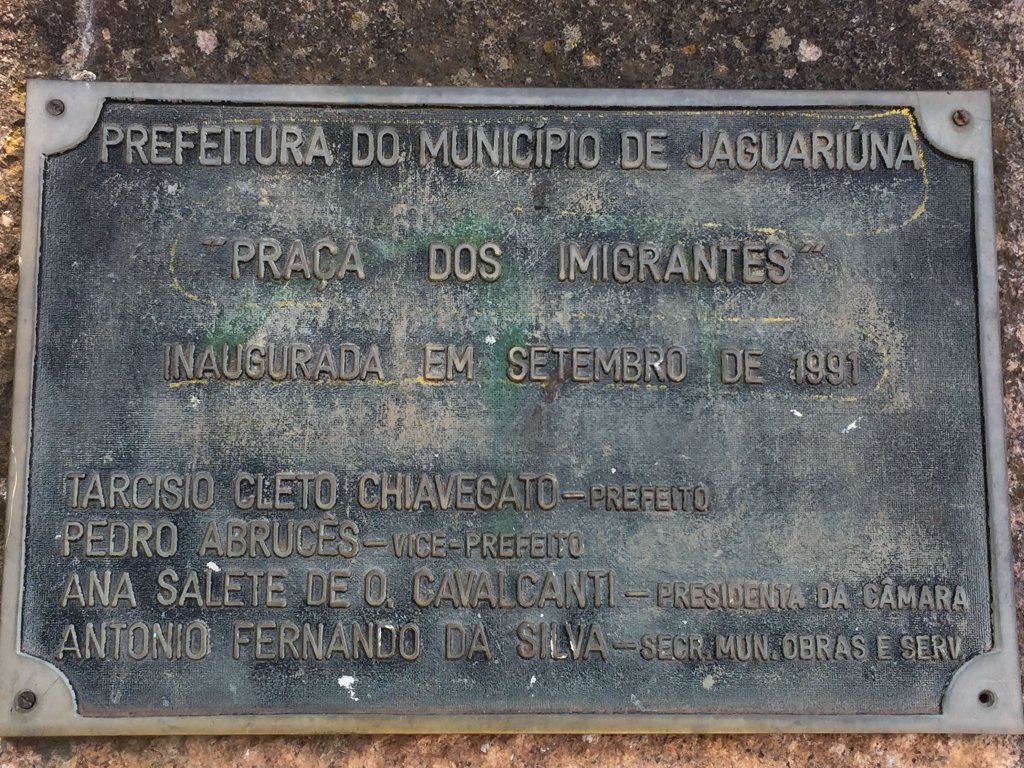 PREFEITURA DO MUNICÍPIO DE JAGUARIÚNA
"PRAÇA DOS IMIGRANTES"
INAUGURADA EM SETEMBRO DE 1991
TARCISIO CLETO CHIAVEGATO - PREFEITO
PEDRO ABRUCÊS - VICE-PREFEITO
ANA SALETE DE O. CAVALCANTI - PRESIDENTA DA CÂMARA
ANTONIO FERNANDO DA SILVA - SECR. MUN. OBRAS E SERV.